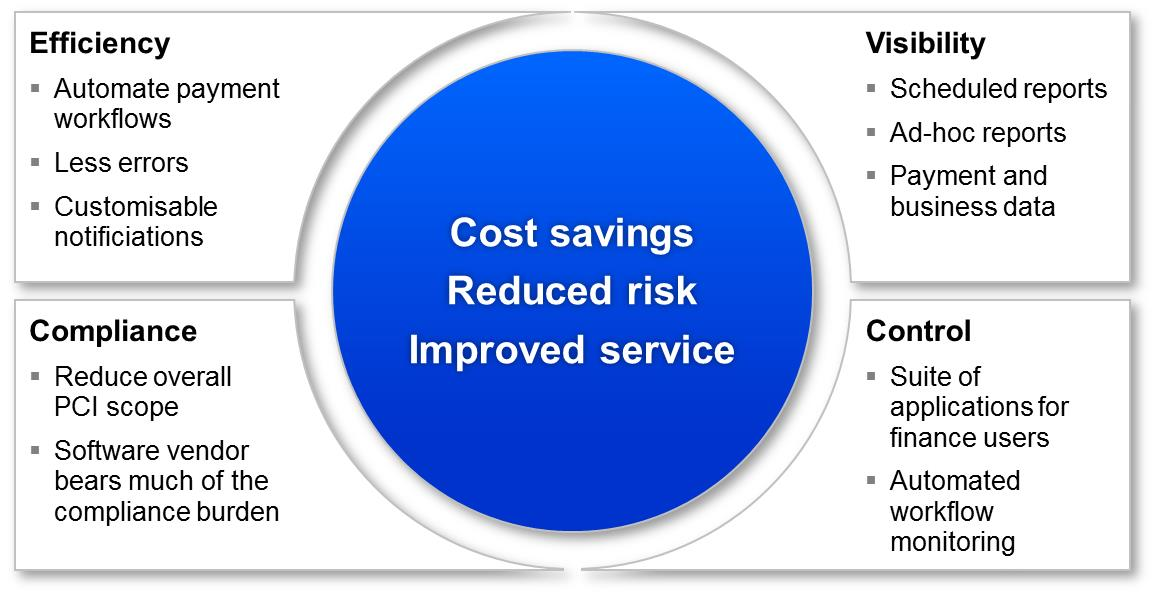 Efficiency
Automate payment
workflows
Less errors
Customisable
notificiations
Visibility
Scheduled reports
Ad-hoc reports
Payment and
business data
Cost savings
Reduced risk
Improved service
Compliance
Reduce overall
PCI scope
Software vendor
bears much of the
compliance burden
Control
Suite of
applications for
finance users
Automated
workflow
monitoring